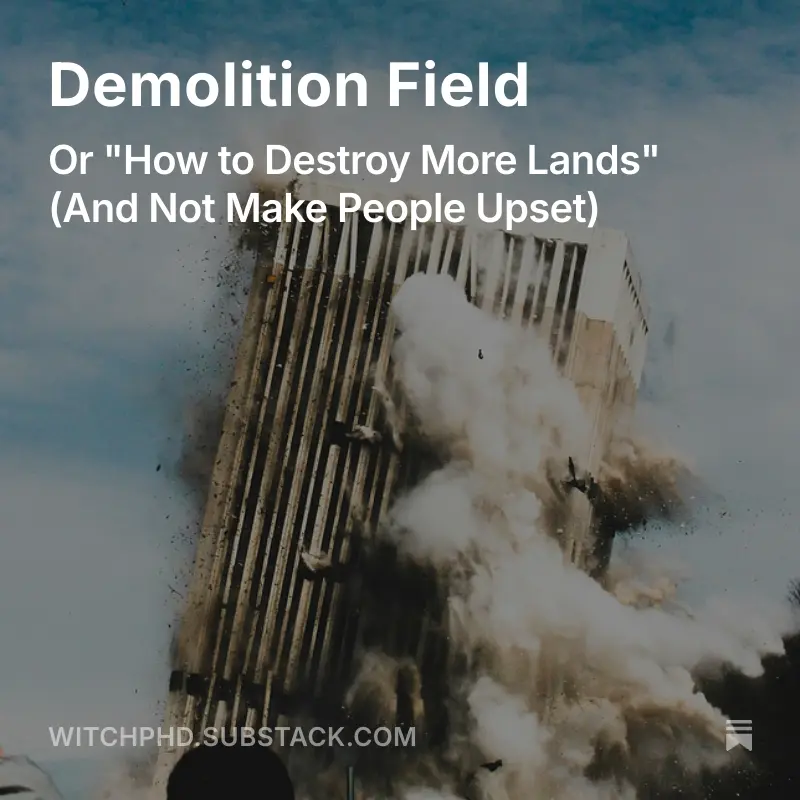 Demolition Field
Or "How to Destroy More Lands"
(And Not Make People Upset)
WITCHPHD.SUBSTACK.COM